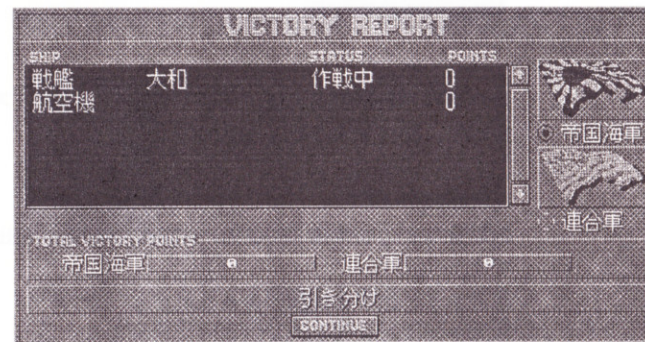 VICTORY REPORT
SHIP STATUS POINTS
戦艦 大和 作戦中 0
航空機 0
帝国海軍
連合軍
TOTAL VICTORY POINTS
帝国海軍 0 連合軍 0
引き分け
CONTINUE